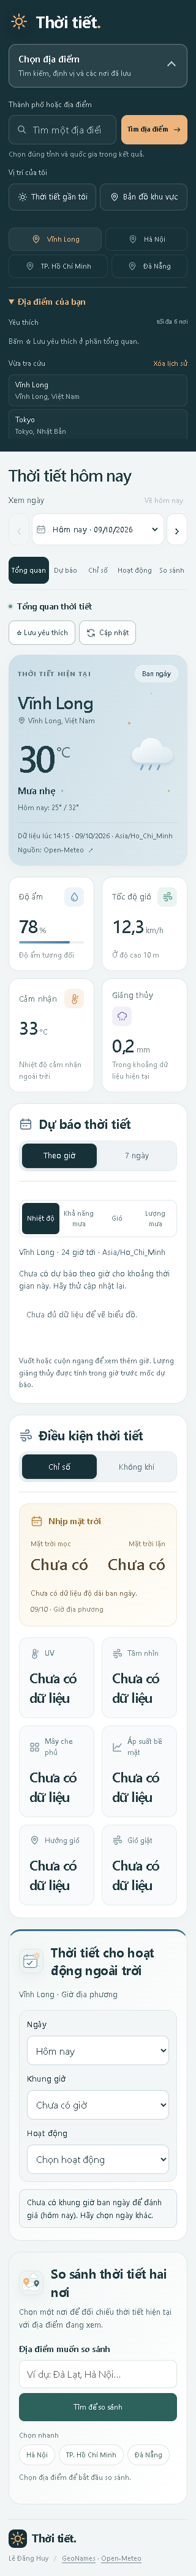 Thời tiết.
Chọn địa điểm
Tìm kiếm, định vị và các nơi đã lưu
Thành phố hoặc địa điểm
Tìm một địa điể
Tìm địa điểm →
Chọn đúng tỉnh và quốc gia trong kết quả.
Vị trí của tôi
Thời tiết gần tôi
Bản đồ khu vực
Vĩnh Long
Hà Nội
TP. Hồ Chí Minh
Đà Nẵng
▾ Địa điểm của bạn
Yêu thích
tối đa 6 nơi
Bấm ☆ Lưu yêu thích ở phần tổng quan.
Vừa tra cứu
Xóa lịch sử
Vĩnh Long
Vĩnh Long, Việt Nam
Tokyo
Tokyo, Nhật Bản
Thời tiết hôm nay
Xem ngày
Về hôm nay
Hôm nay · 09/10/2026
Tổng quan
Dự báo
Chỉ số
Hoạt động
So sánh
Tổng quan thời tiết
☆ Lưu yêu thích
Cập nhật
THỜI TIẾT HIỆN TẠI
Ban ngày
Vĩnh Long
Vĩnh Long, Việt Nam
30°C
Mưa nhẹ
Hôm nay: 25° / 32°
Dữ liệu lúc 14:15 · 09/10/2026 · Asia/Ho_Chi_Minh
Nguồn: Open-Meteo ↗
Độ ẩm
78%
Độ ẩm tương đối
Tốc độ gió
12,3 km/h
Ở độ cao 10 m
Cảm nhận
33°C
Nhiệt độ cảm nhận
ngoài trời
Giáng thủy
0,2 mm
Trong khoảng dữ
liệu hiện tại
Dự báo thời tiết
Theo giờ
7 ngày
Nhiệt độ
Khả năng
mưa
Gió
Lượng
mưa
Vĩnh Long · 24 giờ tới · Asia/Ho_Chi_Minh
Chưa có dự báo theo giờ cho khoảng thời
gian này. Hãy thử cập nhật lại.
Chưa đủ dữ liệu để vẽ biểu đồ.
Vuốt hoặc cuộn ngang để xem thêm giờ. Lượng
giáng thủy được tính trong giờ trước mốc dự
báo.
Điều kiện thời tiết
Chỉ số
Không khí
Nhịp mặt trời
Mặt trời mọc
Mặt trời lặn
Chưa có
Chưa có
Chưa có dữ liệu độ dài ban ngày.
09/10 · Giờ địa phương
UV
Chưa có
dữ liệu
Tầm nhìn
Chưa có
dữ liệu
Mây che
phủ
Chưa có
dữ liệu
Áp suất bề
mặt
Chưa có
dữ liệu
Hướng gió
Chưa có
dữ liệu
Gió giật
Chưa có
dữ liệu
Thời tiết cho hoạt
động ngoài trời
Vĩnh Long · Giờ địa phương
Ngày
Hôm nay
Khung giờ
Chưa có giờ
Hoạt động
Chọn hoạt động
Chưa có khung giờ ban ngày để đánh
giá (hôm nay). Hãy chọn ngày khác.
So sánh thời tiết hai
nơi
Chọn một nơi để đối chiếu thời tiết hiện tại
với địa điểm đang xem.
Địa điểm muốn so sánh
Ví dụ: Đà Lạt, Hà Nội...
Tìm để so sánh
Chọn nhanh
Hà Nội
TP. Hồ Chí Minh
Đà Nẵng
Chọn địa điểm để bắt đầu so sánh.
Thời tiết.
Lê Đăng Huy / GeoNames · Open-Meteo